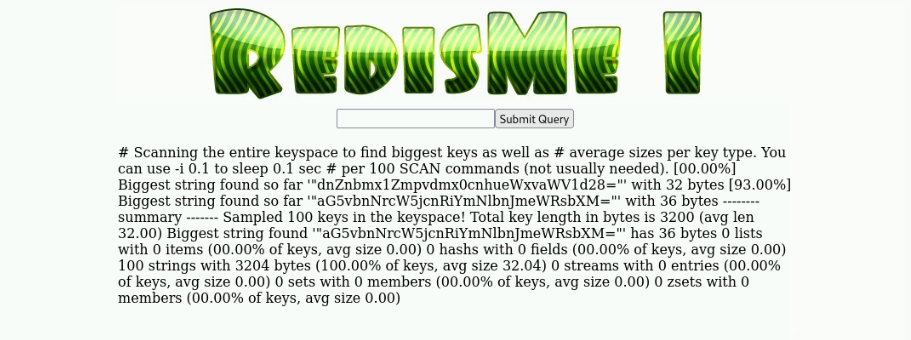 RedisMe I
Submit Query
# Scanning the entire keyspace to find biggest keys as well as # average sizes per key type. You
can use -i 0.1 to sleep 0.1 sec # per 100 SCAN commands (not usually needed). [00.00%]
Biggest string found so far '"dnZnbmx1Zmpvdmx0cnhueWxvaWV1d28="' with 32 bytes [93.00%]
Biggest string found so far '"aG5vbnNrcW5jcnRiYmNlbnJmeWRsbXM="' with 36 bytes --------
summary ------- Sampled 100 keys in the keyspace! Total key length in bytes is 3200 (avg len
32.00) Biggest string found '"aG5vbnNrcW5jcnRiYmNlbnJmeWRsbXM="' has 36 bytes 0 lists
with 0 items (00.00% of keys, avg size 0.00) 0 hashs with 0 fields (00.00% of keys, avg size 0.00)
100 strings with 3204 bytes (100.00% of keys, avg size 32.04) 0 streams with 0 entries (00.00%
of keys, avg size 0.00) 0 sets with 0 members (00.00% of keys, avg size 0.00) 0 zsets with 0
members (00.00% of keys, avg size 0.00)